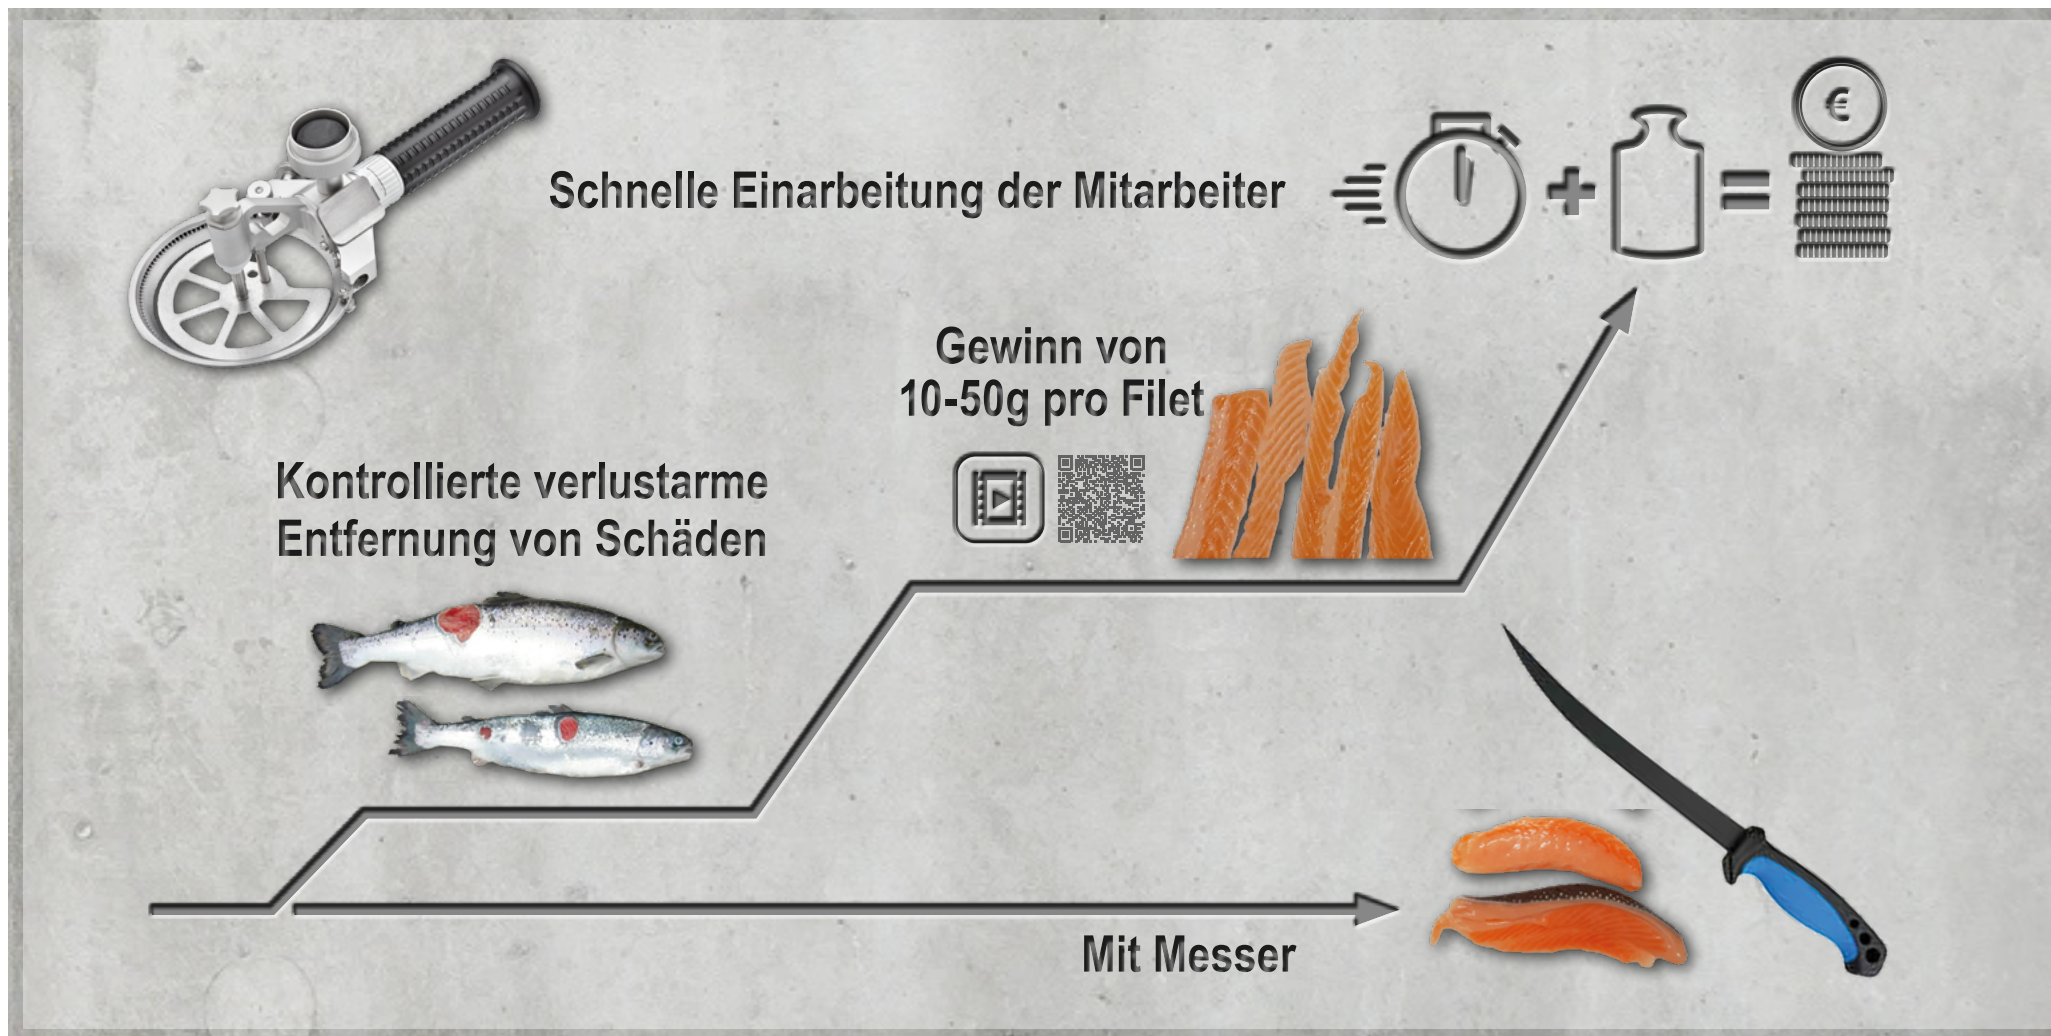 Schnelle Einarbeitung der Mitarbeiter
€
Gewinn von
10-50g pro Filet
Kontrollierte verlustarme
Entfernung von Schäden
Mit Messer